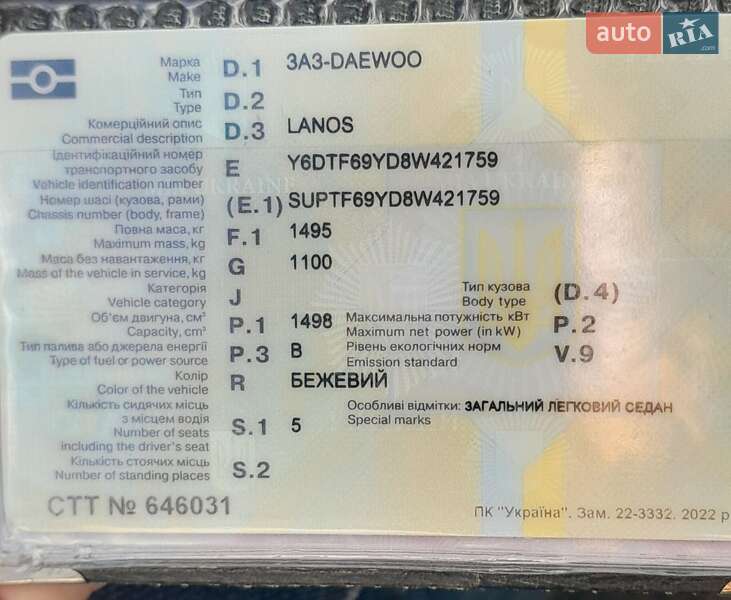 auto RIA.com
Марка D.1 ЗАЗ-DAEWOO
Make
Тип D.2
Type
Комерційний опис D.3 LANOS
Commercial description
Ідентифікаційний номер
транспортного засобу E Y6DTF69YD8W421759
Vehicle identification number
Номер шасі (кузова, рами) (E.1) SUPTF69YD8W421759
Chassis number (body, frame)
Повна маса, кг F.1 1495
Maximum mass, kg
Маса без навантаження, кг G 1100
Mass of the vehicle in service, kg
Категорія J Тип кузова (D.4)
Vehicle category Body type
Об'єм двигуна, см³ P.1 1498 Максимальна потужність кВт P.2
Capacity, cm³ Maximum net power (in kW)
Тип палива або джерела енергії P.3 B Рівень екологічних норм V.9
Type of fuel or power source Emission standard
Колір R БЕЖЕВИЙ
Color of the vehicle
Кількість сидячих місць Особливі відмітки: ЗАГАЛЬНИЙ ЛЕГКОВИЙ СЕДАН
з місцем водія S.1 5 Special marks
Number of seats
including the driver's seat
Кількість стоячих місць S.2
Number of standing places
СТТ № 646031
ПК "Україна". Зам. 22-3332. 2022 р